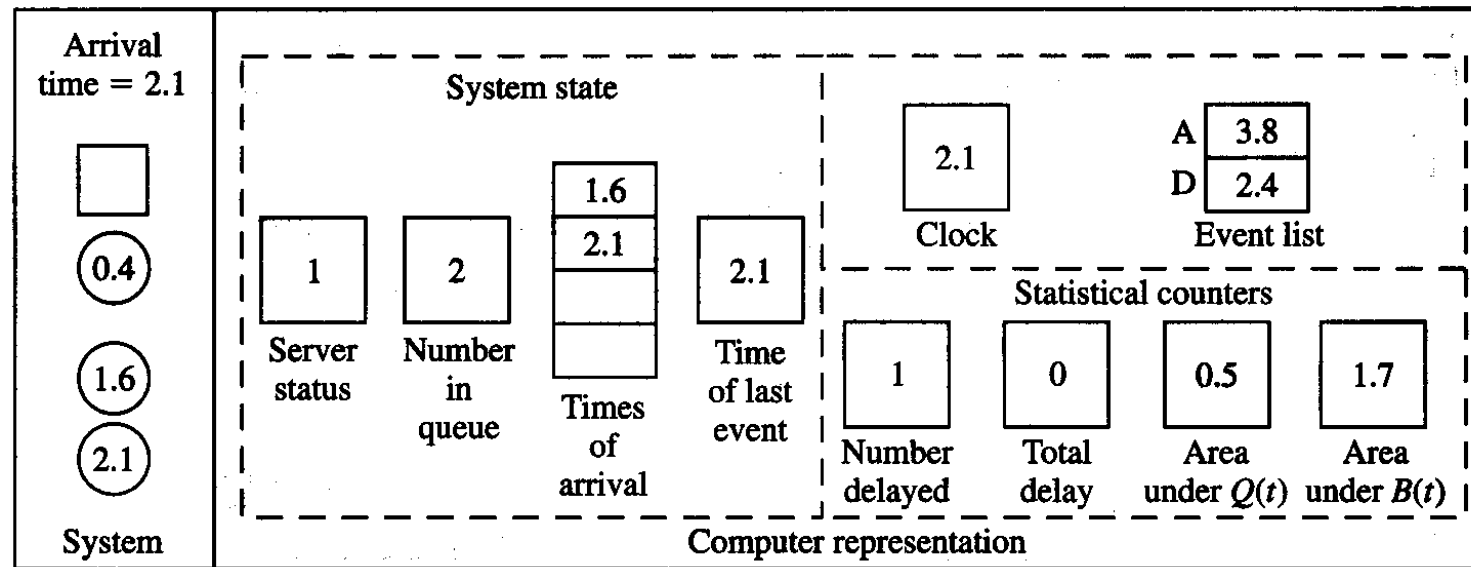 Arrival
time = 2.1
0.4
1.6
2.1
System
System state
1
Server
status
2
Number
in
queue
1.6
2.1
Times
of
arrival
2.1
Time
of last
event
2.1
Clock
A 3.8
D 2.4
Event list
Statistical counters
1
Number
delayed
0
Total
delay
0.5
Area
under Q(t)
1.7
Area
under B(t)
Computer representation